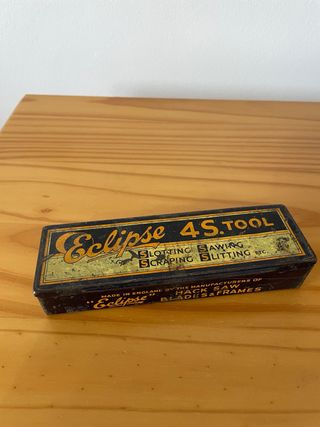 Eclipse 4 S. TOOL
SLOTTING SAWING
SCRAPING SLITTING ETC
MADE IN ENGLAND BY THE MANUFACTURERS OF
"Eclipse" HACK SAW
BLADES & FRAMES